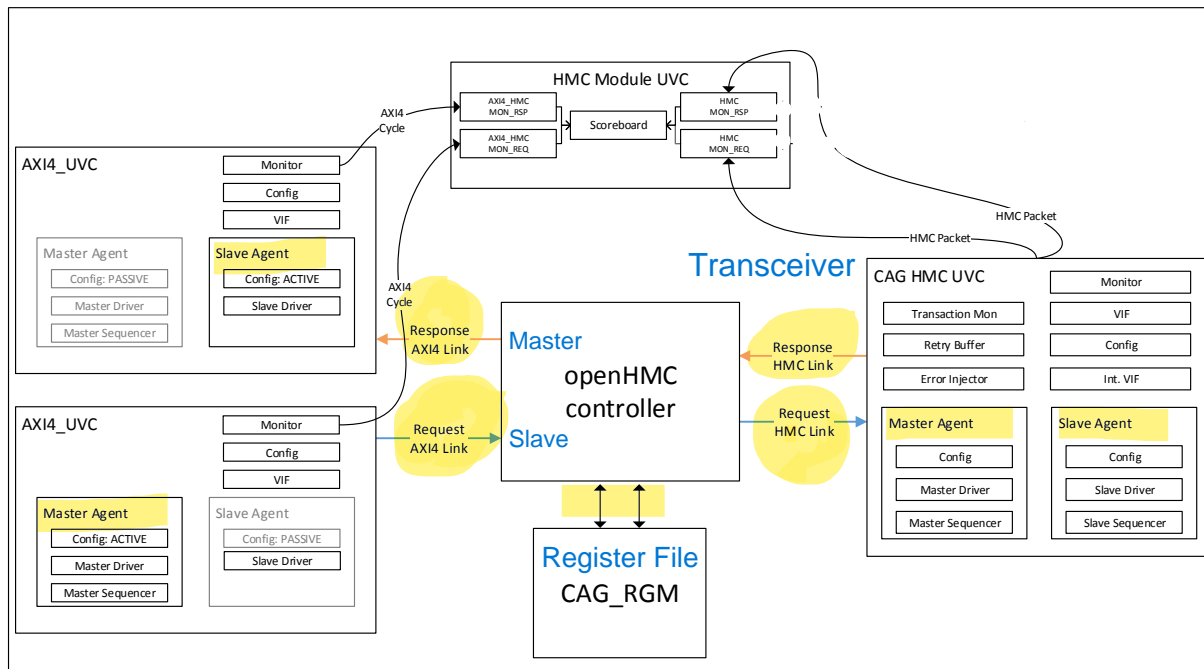 HMC Module UVC
AXI4_HMC
MON_RSP
AXI4_HMC
MON_REQ
Scoreboard
HMC
MON_RSP
HMC
MON_REQ
AXI4
Cycle
AXI4_UVC
Monitor
Config
VIF
Master Agent
Config: PASSIVE
Master Driver
Master Sequencer
Slave Agent
Config: ACTIVE
Slave Driver
AXI4
Cycle
HMC Packet
HMC Packet
Transceiver
CAG HMC UVC
Monitor
Transaction Mon
VIF
Retry Buffer
Config
Error Injector
Int. VIF
Master Agent
Config
Master Driver
Master Sequencer
Slave Agent
Config
Slave Driver
Slave Sequencer
Response
AXI4 Link
Master
openHMC
controller
Slave
Response
HMC Link
Request
AXI4 Link
Request
HMC Link
AXI4_UVC
Monitor
Config
VIF
Master Agent
Config: ACTIVE
Master Driver
Master Sequencer
Slave Agent
Config: PASSIVE
Slave Driver
Register File
CAG_RGM